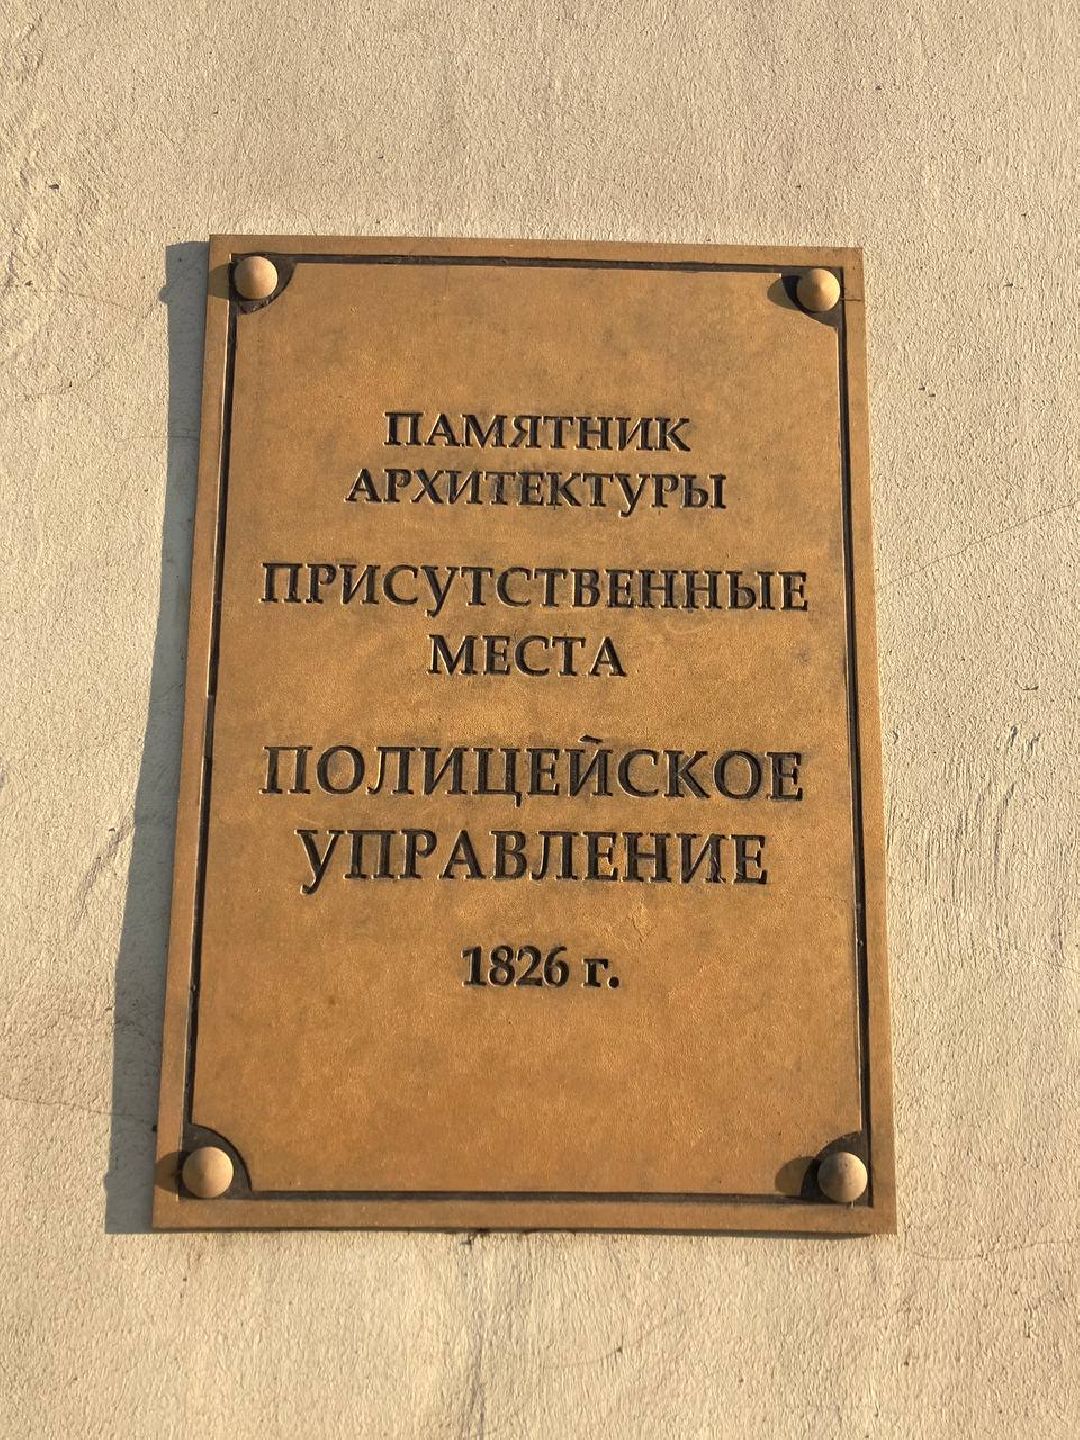 ПАМЯТНИК
АРХИТЕКТУРЫ
ПРИСУТСТВЕННЫЕ
МЕСТА
ПОЛИЦЕЙСКОЕ
УПРАВЛЕНИЕ
1826 г.